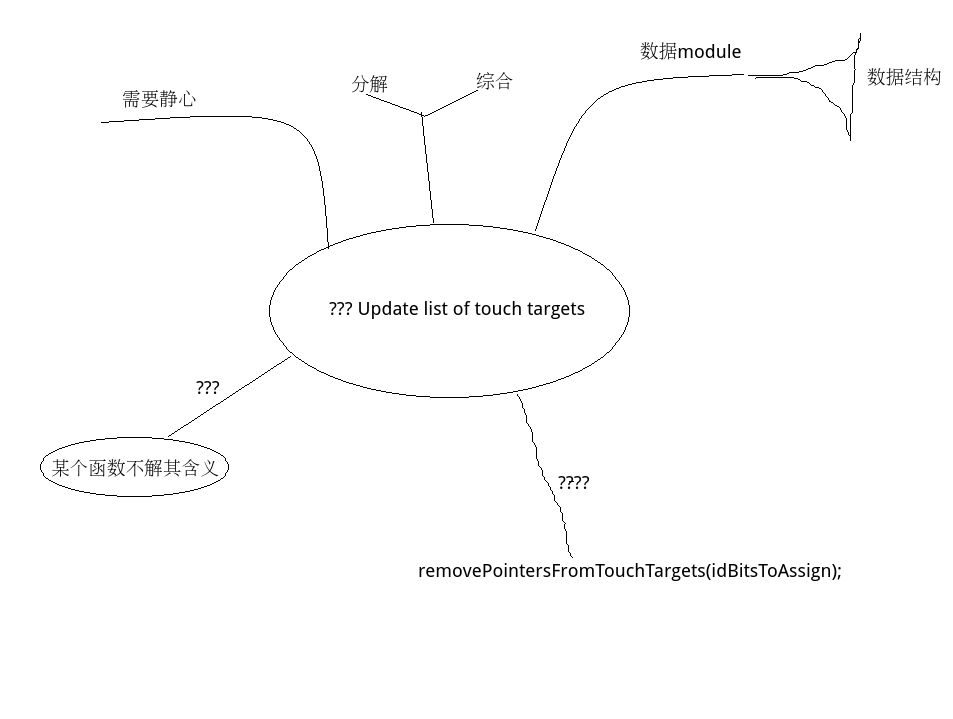 数据module
数据结构
综合
分解
需要静心
??? Update list of touch targets
???
某个函数不解其含义
????
removePointersFromTouchTargets(idBitsToAssign);